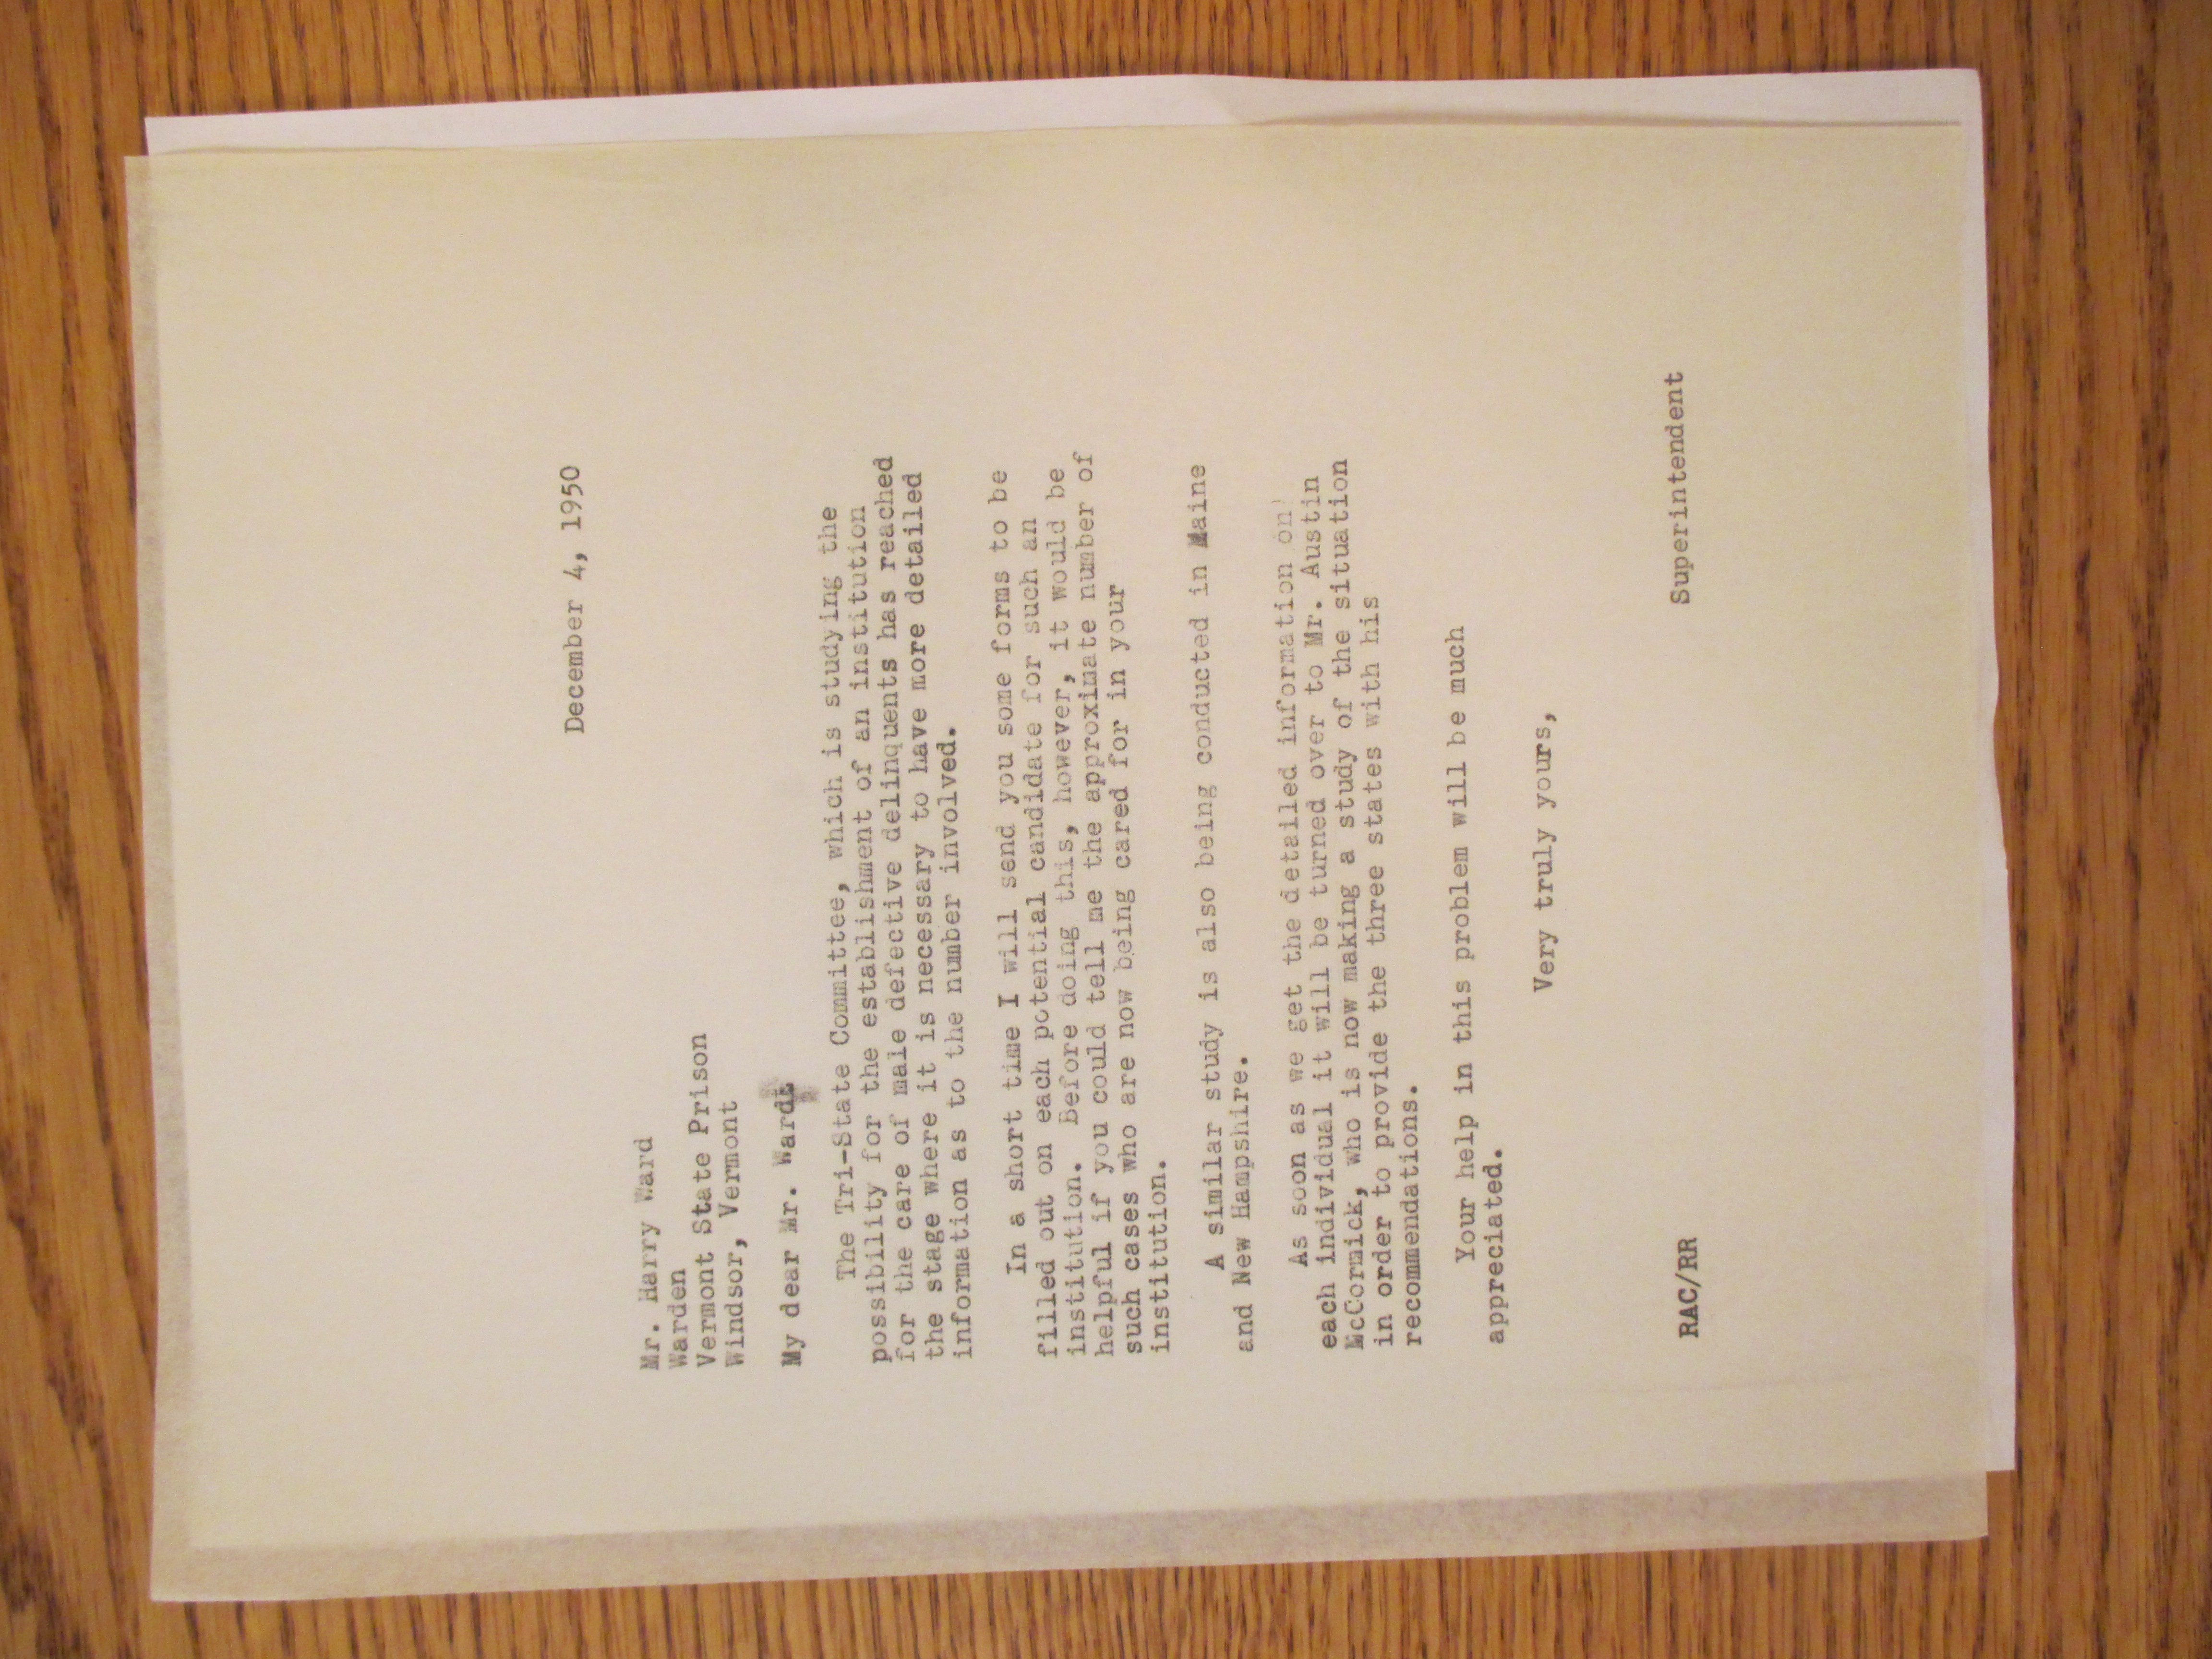 December 4, 1950
Mr. Harry Ward
Warden
Vermont State Prison
Windsor, Vermont
My dear Mr. Ward:
The Tri-State Committee, which is studying the
possibility for the establishment of an institution
for the care of male defective delinquents has reached
the stage where it is necessary to have more detailed
information as to the number involved.
In a short time I will send you some forms to be
filled out on each potential candidate for such an
institution. Before doing this, however, it would be
helpful if you could tell me the approximate number of
such cases who are now being cared for in your
institution.
A similar study is also being conducted in Maine
and New Hampshire.
As soon as we get the detailed information on
each individual it will be turned over to Mr. Austin
McCormick, who is now making a study of the situation
in order to provide the three states with his
recommendations.
Your help in this problem will be much
appreciated.
Very truly yours,
Superintendent
RAC/RR